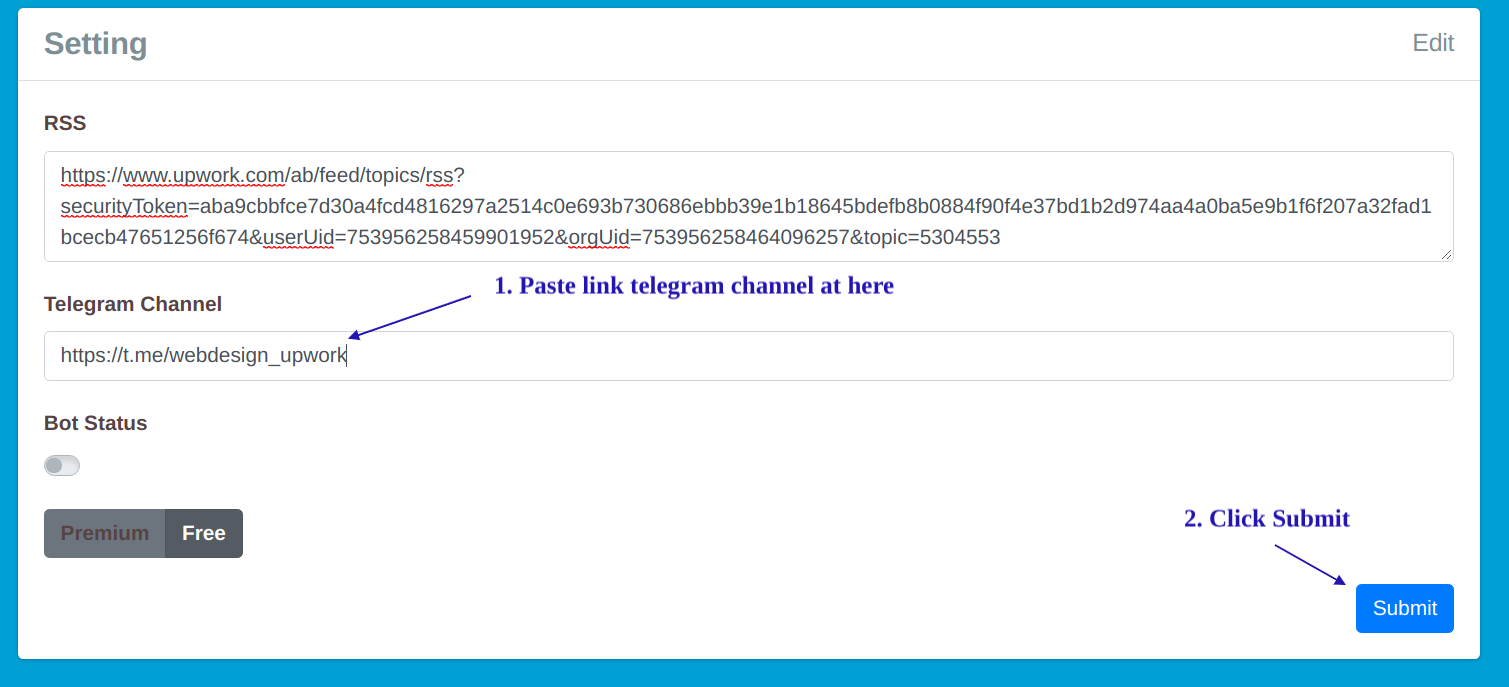 Setting
Edit
RSS
https://www.upwork.com/ab/feed/topics/rss?
securityToken=aba9cbbfce7d30a4fcd4816297a2514c0e693b730686ebbb39e1b18645bdefb8b0884f90f4e37bd1b2d974aa4a0ba5e9b1f6f207a32fad1
bcecb47651256f674&userUid=753956258459901952&orgUid=753956258464096257&topic=5304553
1. Paste link telegram channel at here
Telegram Channel
https://t.me/webdesign_upwork
Bot Status
Premium
Free
2. Click Submit
Submit